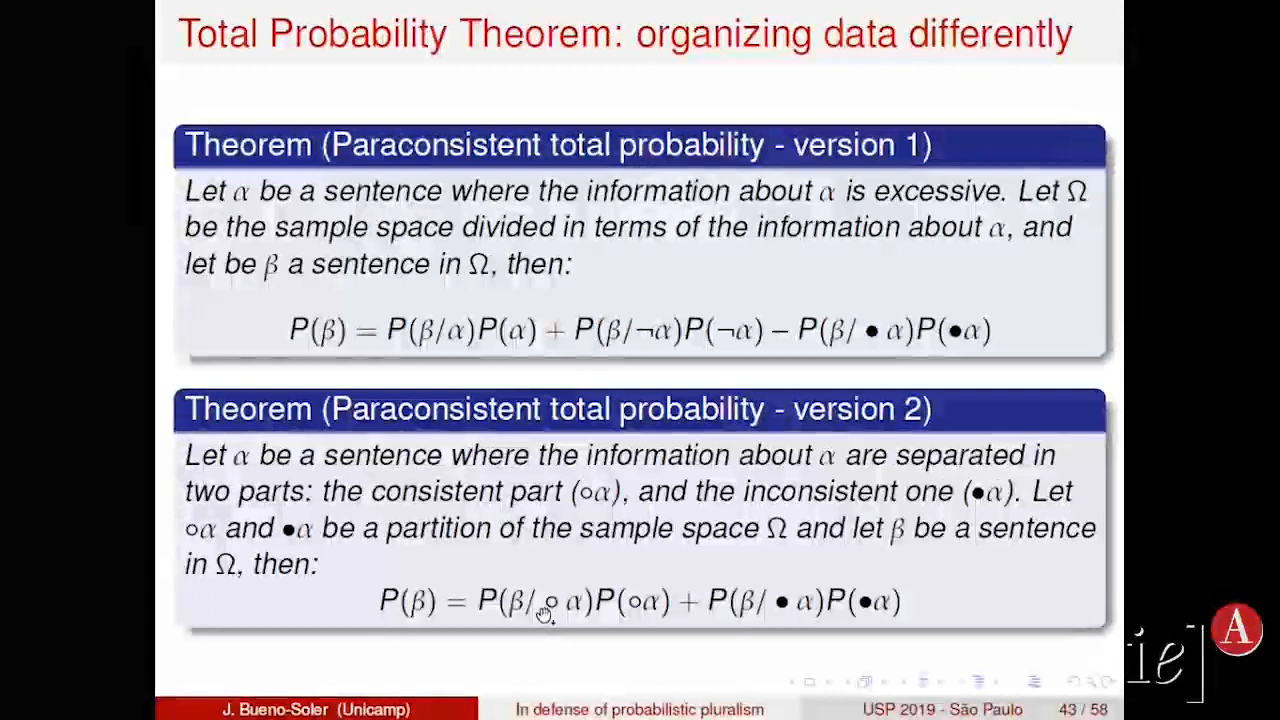 Total Probability Theorem: organizing data differently
Theorem (Paraconsistent total probability - version 1)
Let α be a sentence where the information about α is excessive. Let Ω
be the sample space divided in terms of the information about α, and
let be β a sentence in Ω, then:
P(β) = P(β/α)P(α) + P(β/¬α)P(¬α) − P(β/ • α)P(•α)
Theorem (Paraconsistent total probability - version 2)
Let α be a sentence where the information about α are separated in
two parts: the consistent part (∘α), and the inconsistent one (•α). Let
∘α and •α be a partition of the sample space Ω and let β be a sentence
in Ω, then:
P(β) = P(β/ ∘ α)P(∘α) + P(β/ • α)P(•α)
ie]
A
J. Bueno-Soler (Unicamp)
In defense of probabilistic pluralism
USP 2019 - São Paulo
43 / 58